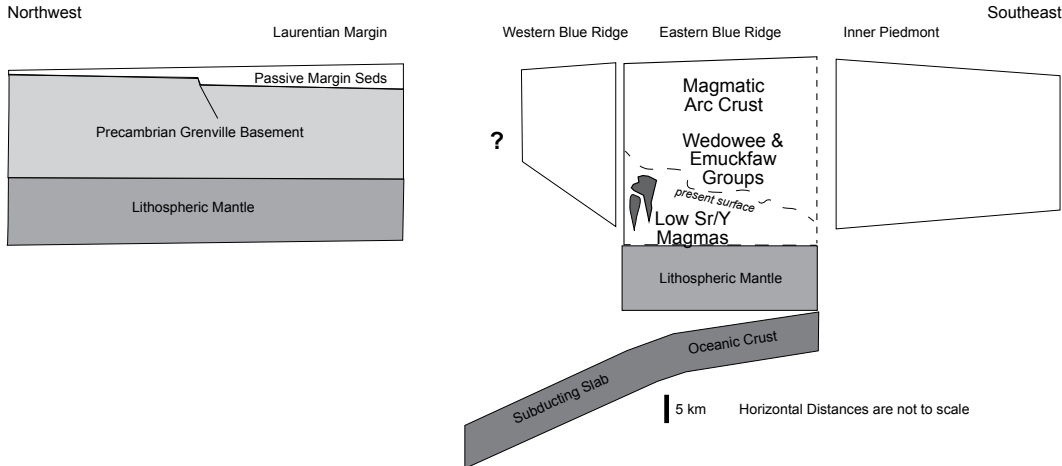 Northwest
Southeast
Laurentian Margin
Western Blue Ridge
Eastern Blue Ridge
Inner Piedmont
Passive Margin Seds
Precambrian Grenville Basement
Lithospheric Mantle
?
Magmatic
Arc Crust
Wedowee &
Emuckfaw
Groups
present surface
Low Sr/Y
Magmas
Lithospheric Mantle
Oceanic Crust
Subducting Slab
5 km
Horizontal Distances are not to scale